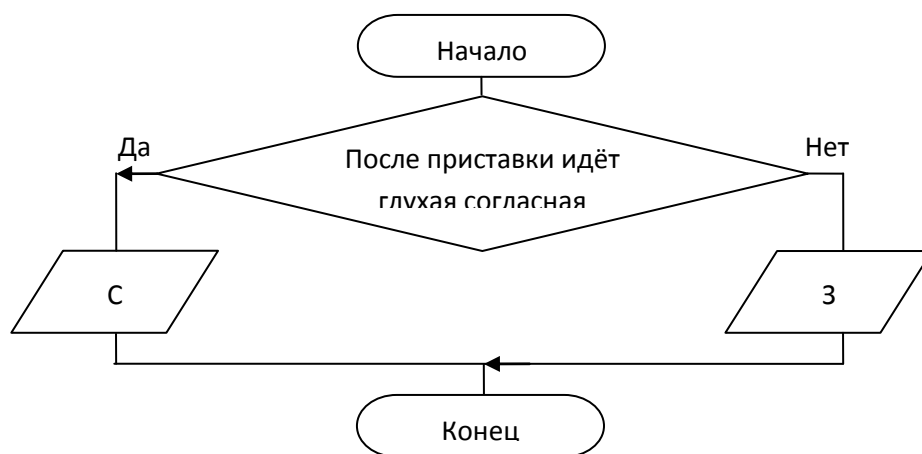 Начало
Да
Нет
После приставки идёт
глухая согласная
С
З
Конец